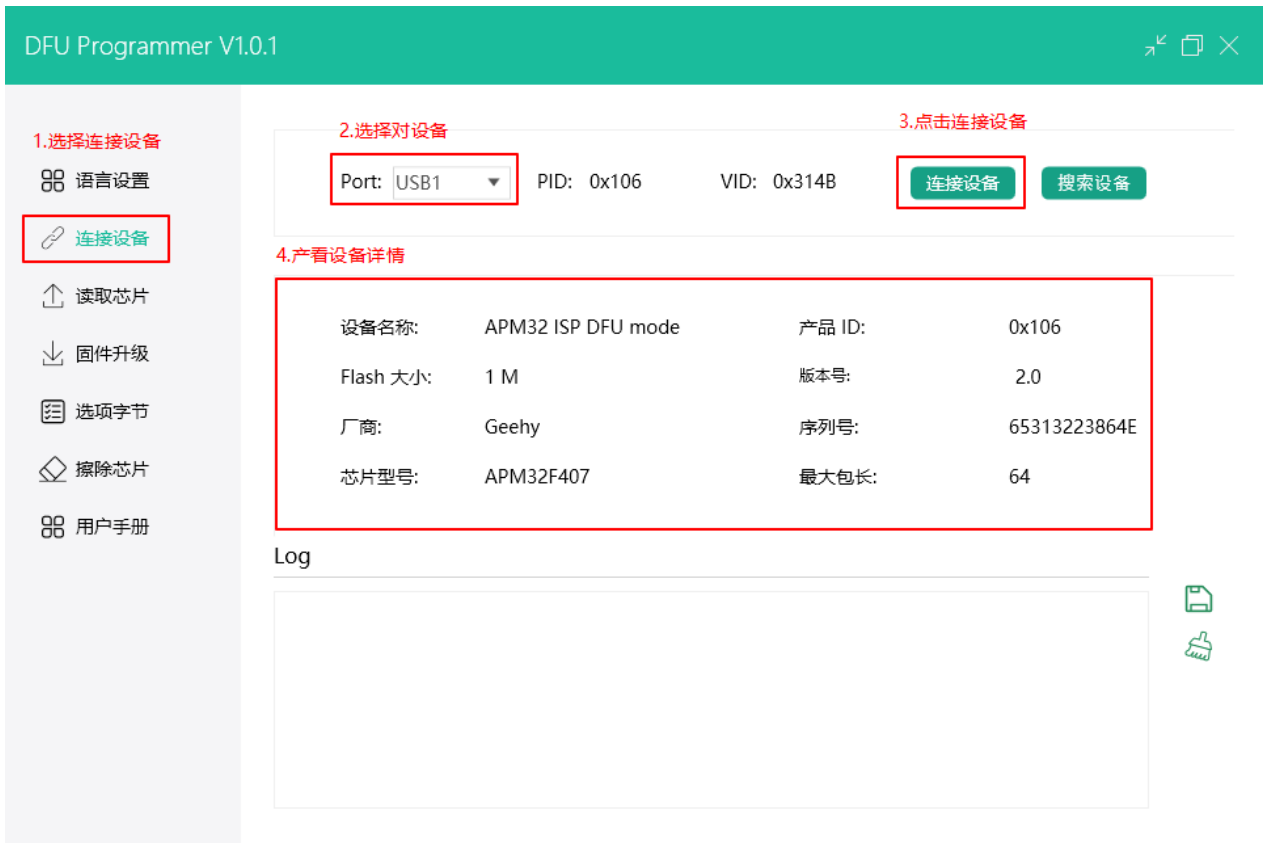 DFU Programmer V1.0.1
1.选择连接设备
语言设置
连接设备
读取芯片
固件升级
选项字节
擦除芯片
用户手册
2.选择对设备
3.点击连接设备
Port: USB1 PID: 0x106 VID: 0x314B 连接设备 搜索设备
4.产看设备详情
设备名称: APM32 ISP DFU mode 产品 ID: 0x106
Flash 大小: 1 M 版本号: 2.0
厂商: Geehy 序列号: 65313223864E
芯片型号: APM32F407 最大包长: 64
Log